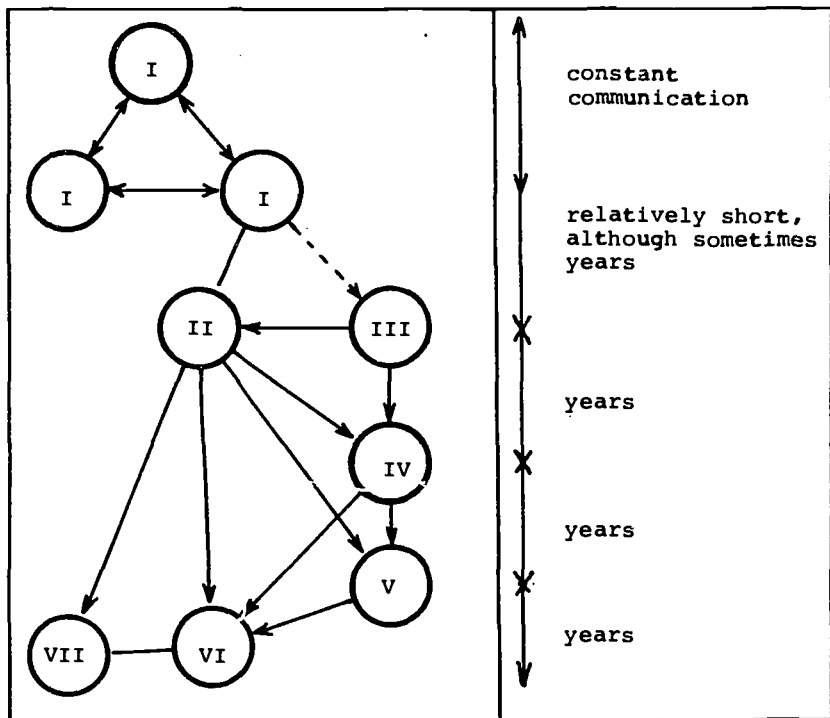 I
I
I
II
III
IV
V
VI
VII
constant
communication
relatively short,
although sometimes
years
years
years
years